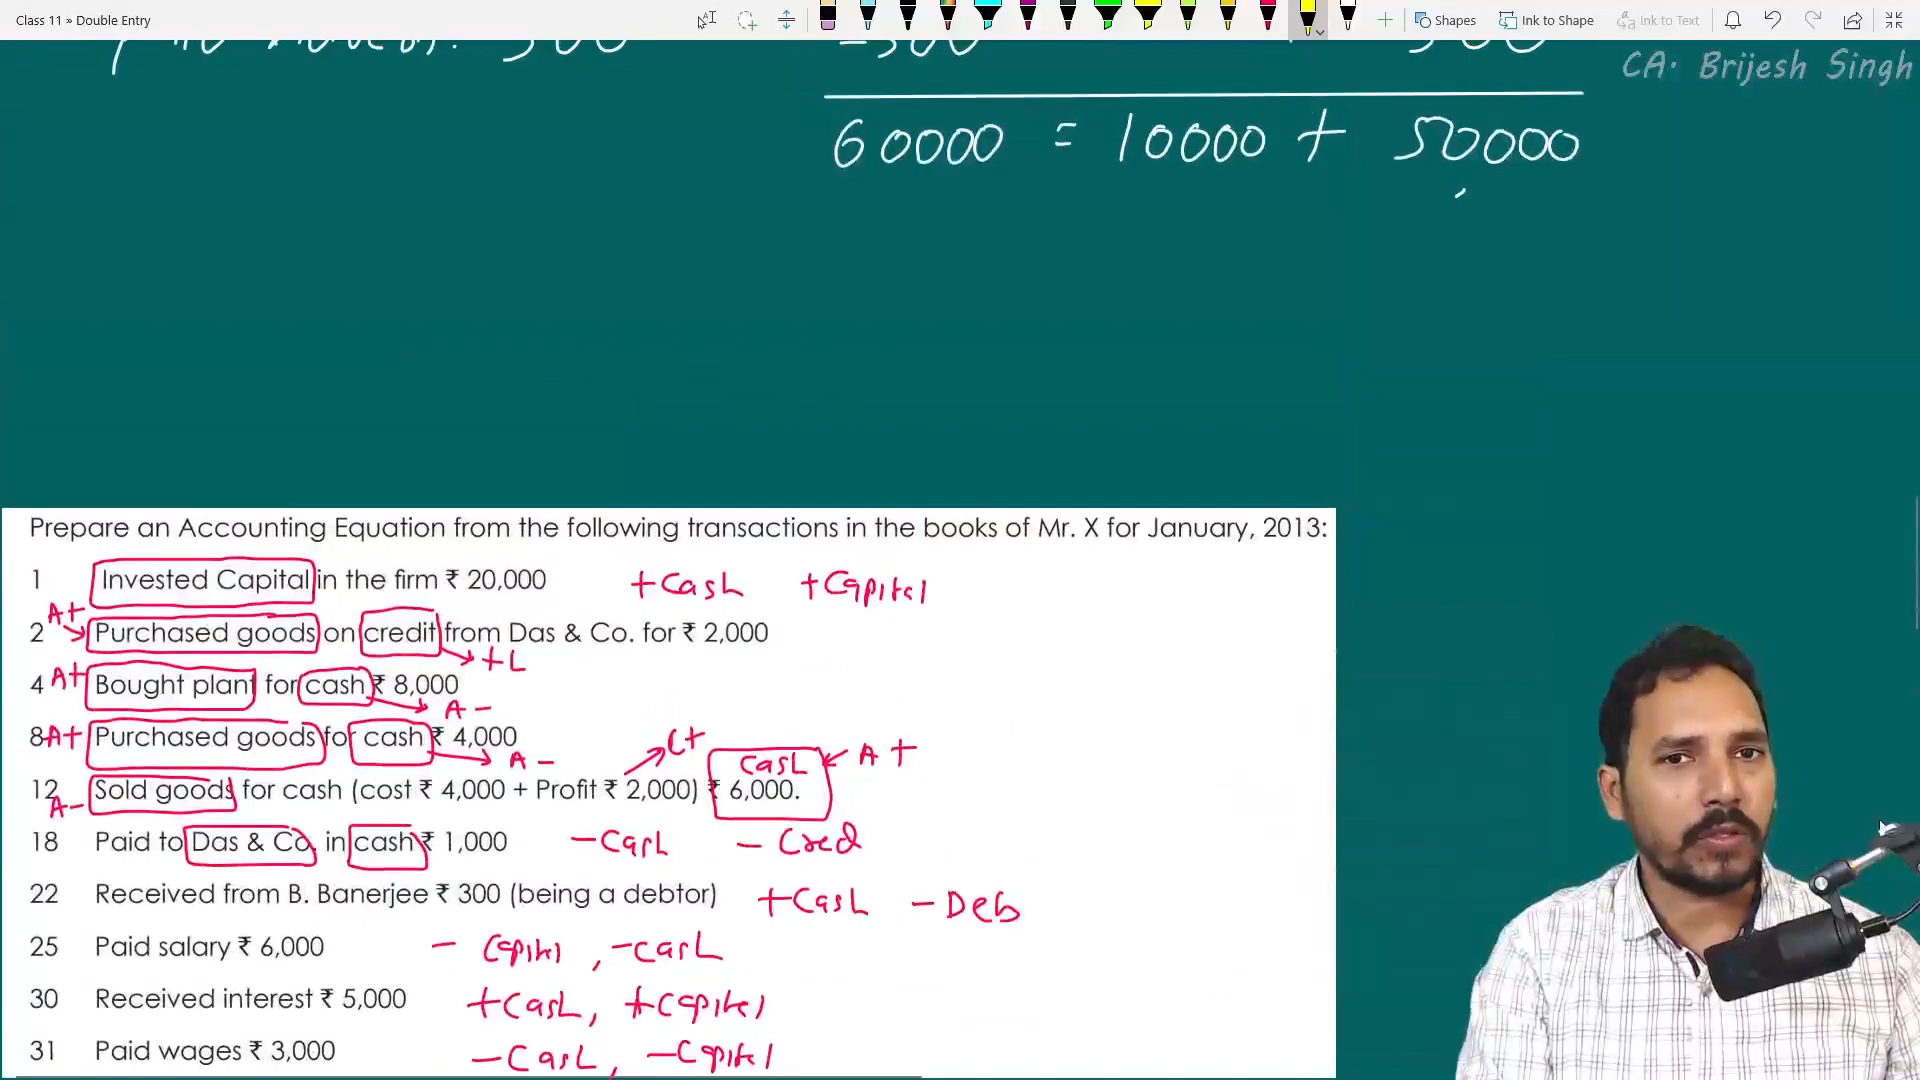 Class 11 » Double Entry
Shapes Ink to Shape Ink to Text
-300 300
CA. Brijesh Singh
60000 = 10000 + 50000
Prepare an Accounting Equation from the following transactions in the books of Mr. X for January, 2013:
1 Invested Capital in the firm ₹ 20,000 +Cash +Capital
A+
2 Purchased goods on credit from Das & Co. for ₹ 2,000
+L
4 A+ Bought plant for cash ₹ 8,000
A -
8 A+ Purchased goods for cash ₹ 4,000
A - C+ Cash A +
12 Sold goods for cash (cost ₹ 4,000 + Profit ₹ 2,000) ₹ 6,000.
A-
18 Paid to Das & Co. in cash ₹ 1,000 -Cash - Cred
22 Received from B. Banerjee ₹ 300 (being a debtor) +Cash - Deb
25 Paid salary ₹ 6,000 - Capital , -Cash
30 Received interest ₹ 5,000 +Cash, +Capital
31 Paid wages ₹ 3,000 -Cash, -Capital